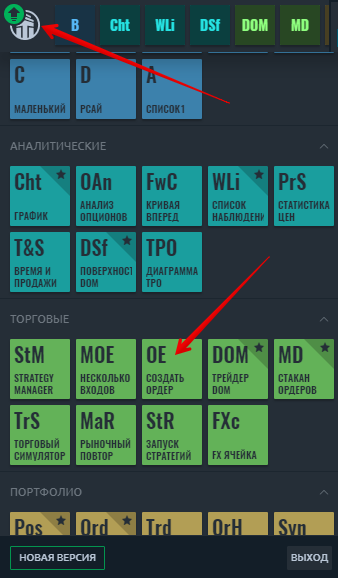 B Cht WLi DSf DOM MD
C D A
МАЛЕНЬКИЙ РСАЙ СПИСОК1
АНАЛИТИЧЕСКИЕ
Cht OAn FwC WLi PrS
ГРАФИК АНАЛИЗ КРИВАЯ СПИСОК СТАТИСТИКА
ОПЦИОНОВ ВПЕРЕД НАБЛЮДЕНИ ЦЕН
T&S DSf TPO
ВРЕМЯ И ПОВЕРХНОСТ ДИАГРАММА
ПРОДАЖИ DOM TPO
ТОРГОВЫЕ
StM MOE OE DOM MD
STRATEGY НЕСКОЛЬКО СОЗДАТЬ ТРЕЙДЕР СТАКАН
MANAGER ВХОДОВ ОРДЕР DOM ОРДЕРОВ
TrS MaR StR FXc
ТОРГОВЫЙ РЫНОЧНЫЙ ЗАПУСК FX ЯЧЕЙКА
СИМУЛЯТОР ПОВТОР СТРАТЕГИЙ
ПОРТФОЛИО
Pos Ord Trd OrH Syn
НОВАЯ ВЕРСИЯ ВЫХОД